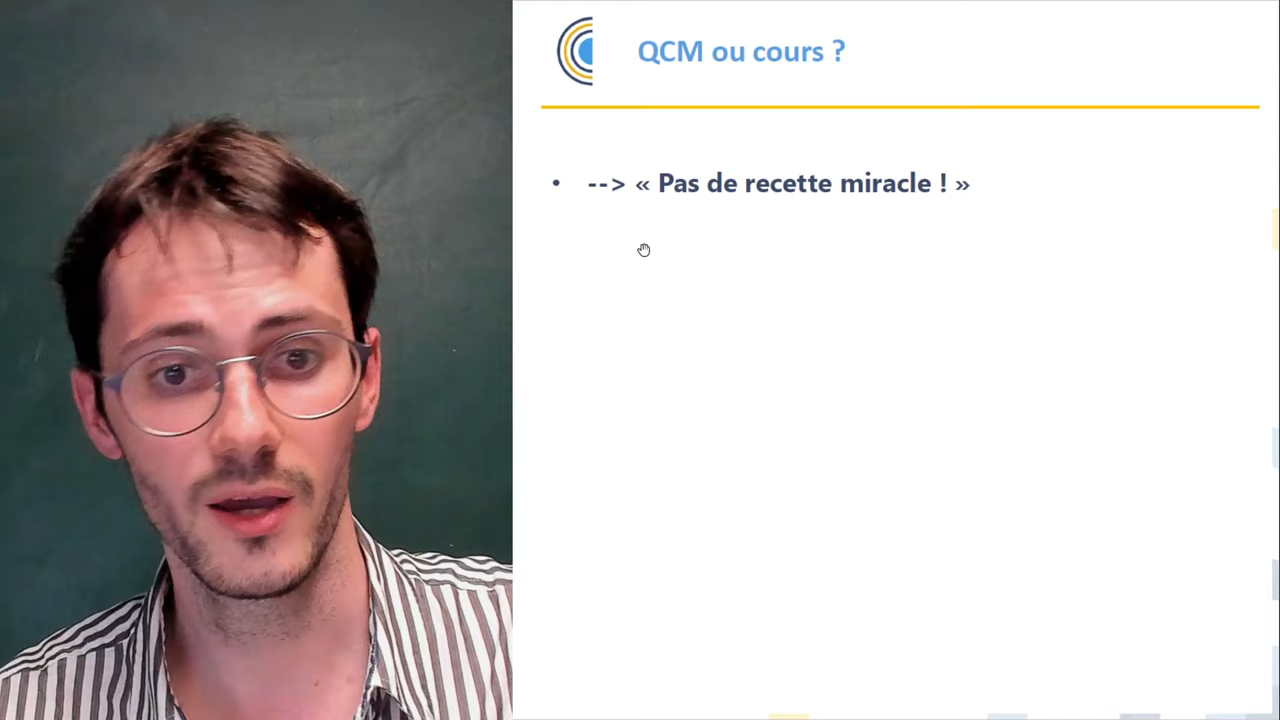 QCM ou cours ?
• --> « Pas de recette miracle ! »